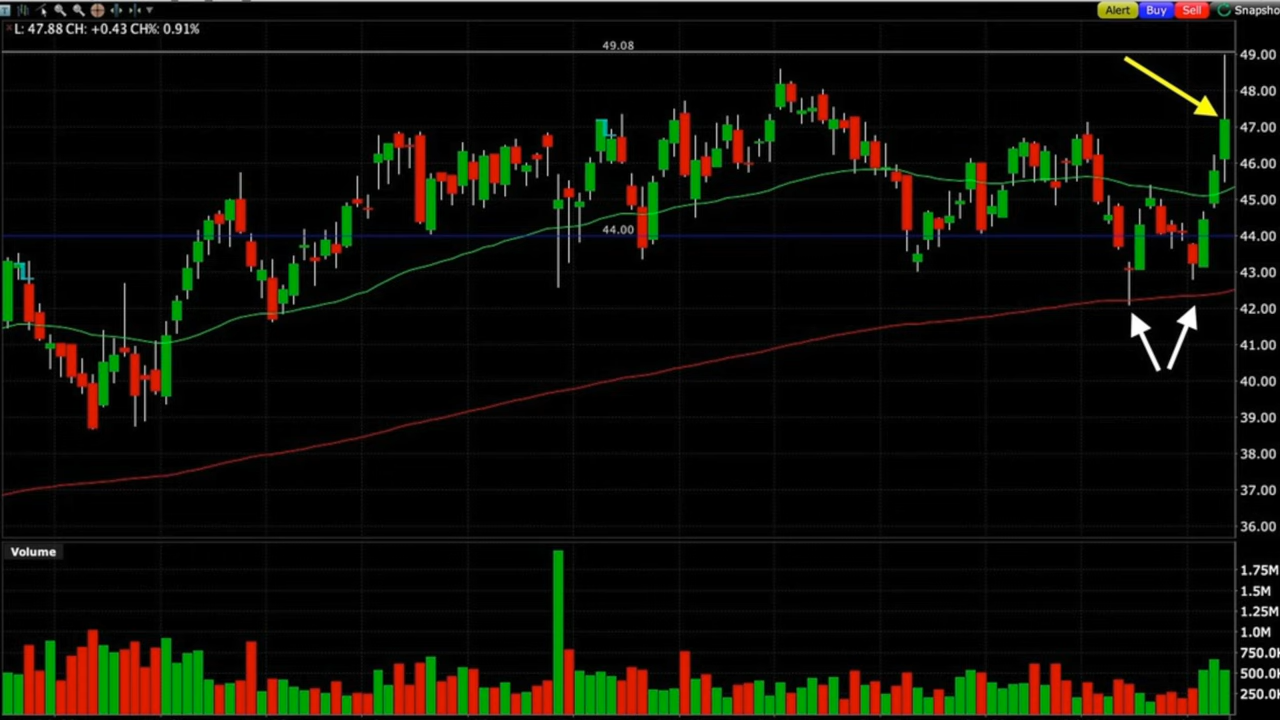 T
Alert Buy Sell Snapsho
L: 47.88 CH: +0.43 CH%: 0.91%
49.08
49.00
48.00
47.00
46.00
45.00
44.00
44.00
43.00
42.00
41.00
40.00
39.00
38.00
37.00
36.00
Volume
1.75M
1.5M
1.25M
1.0M
750.0K
500.0K
250.0K